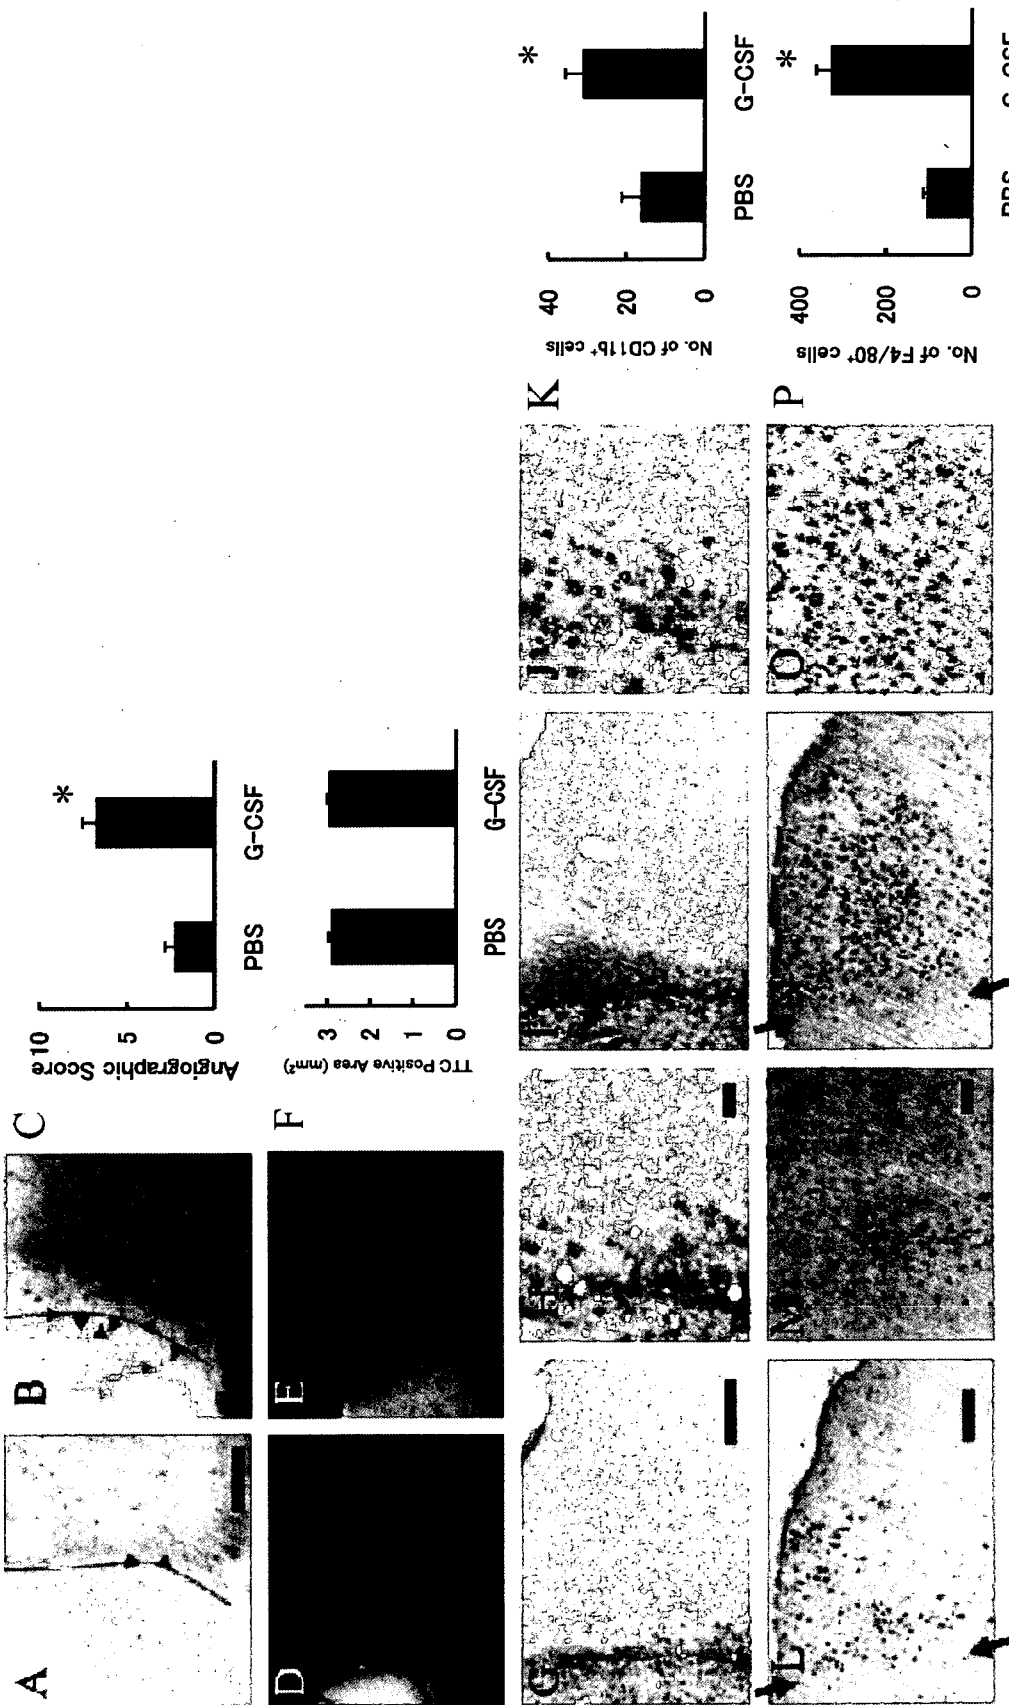 A
B
C
Angiographic Score
10
5
0
PBS
G-CSF
*
D
E
F
TTC Positive Area (mm²)
3
2
1
0
PBS
G-CSF
G
I
J
K
No. of CD11b⁺ cells
40
20
0
PBS
G-CSF
*
L
N
O
P
No. of F4/80⁺ cells
400
200
0
*